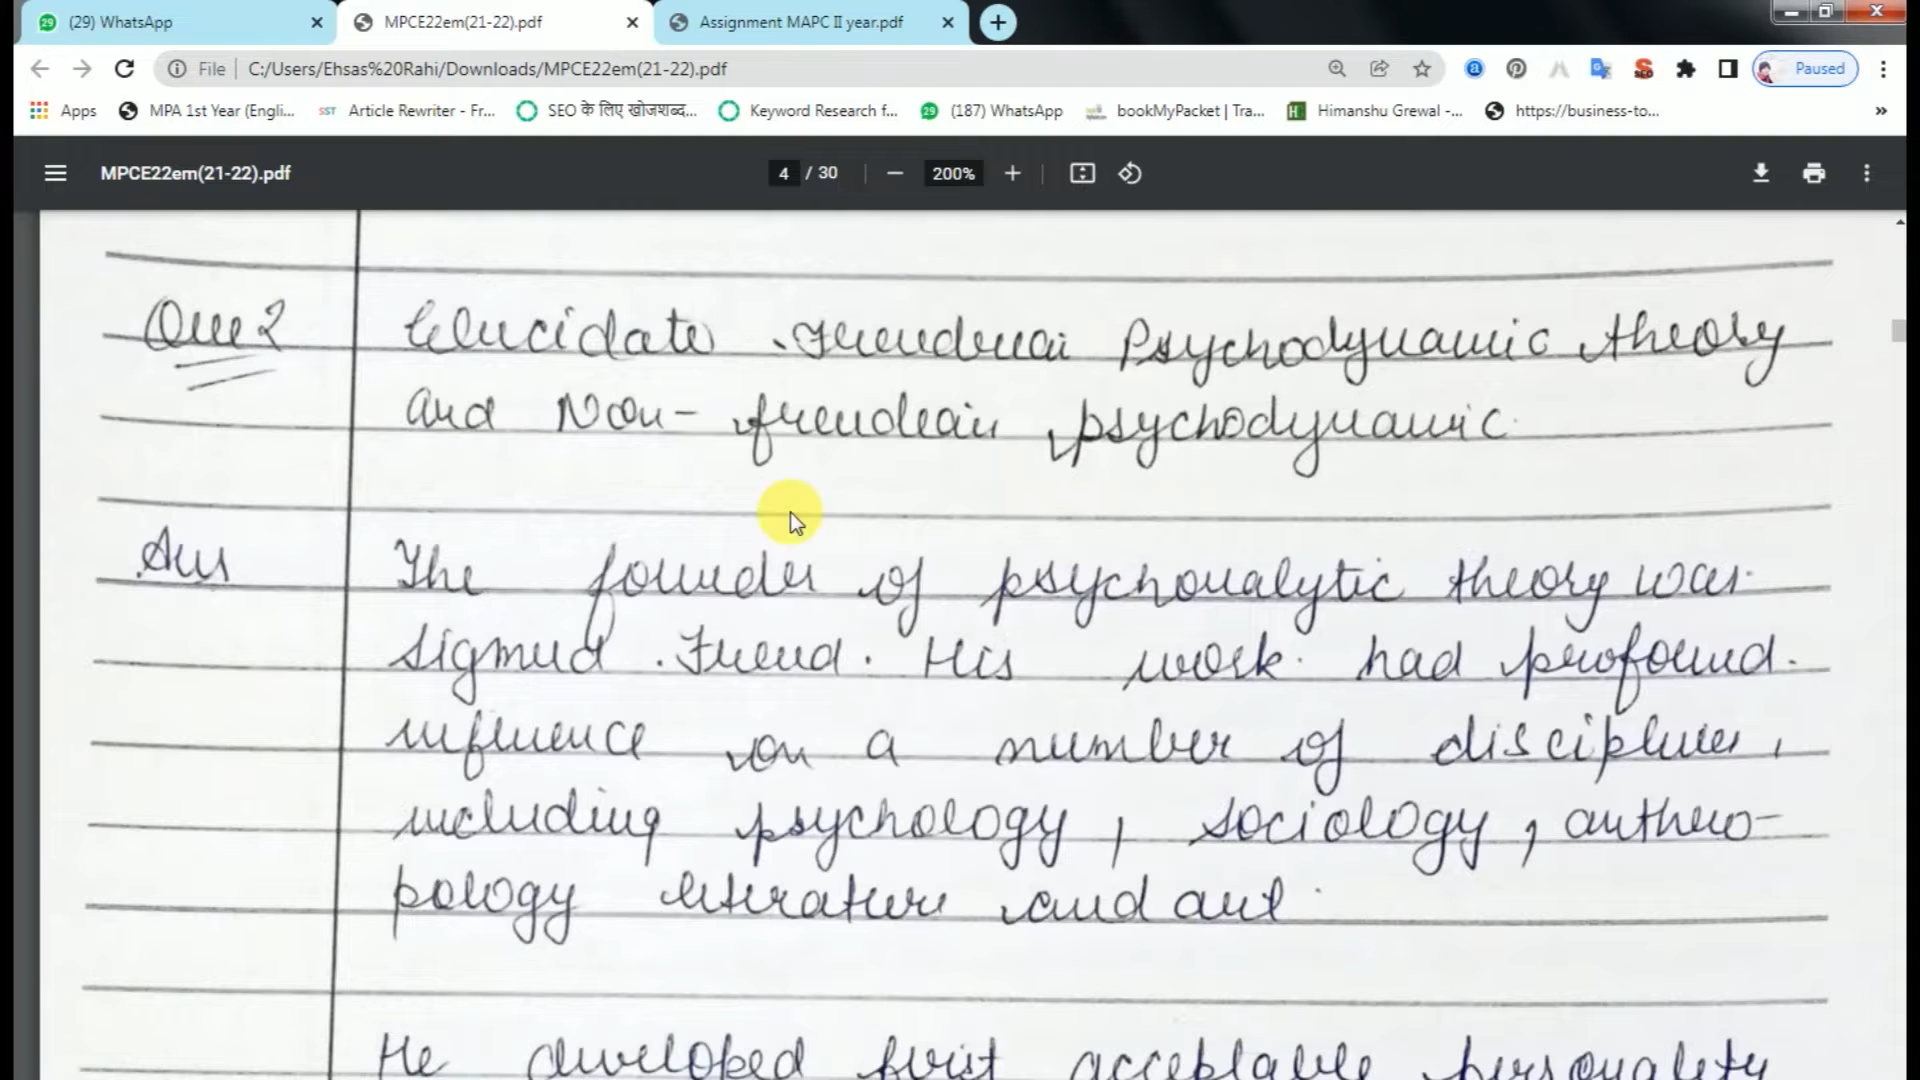 (29) WhatsApp
MPCE22em(21-22).pdf
Assignment MAPC II year.pdf
File
C:/Users/Ehsas%20Rahi/Downloads/MPCE22em(21-22).pdf
Paused
Apps
MPA 1st Year (Engli...
SST Article Rewriter - Fr...
SEO के लिए खोजशब्द...
Keyword Research f...
(187) WhatsApp
bookMyPacket | Tra...
Himanshu Grewal -...
https://business-to...
»
MPCE22em(21-22).pdf
4 / 30
200%
Que 2 Elucidate Freudian Psychodynamic theory
and Non-freudian psychodynamic.
Ans The founder of psychoualytic theory was
Sigmud Freud. His work had profound
influence on a number of disciplines,
including psychology, sociology, anthro-
pology literature and art.
He developed first acceptable personality